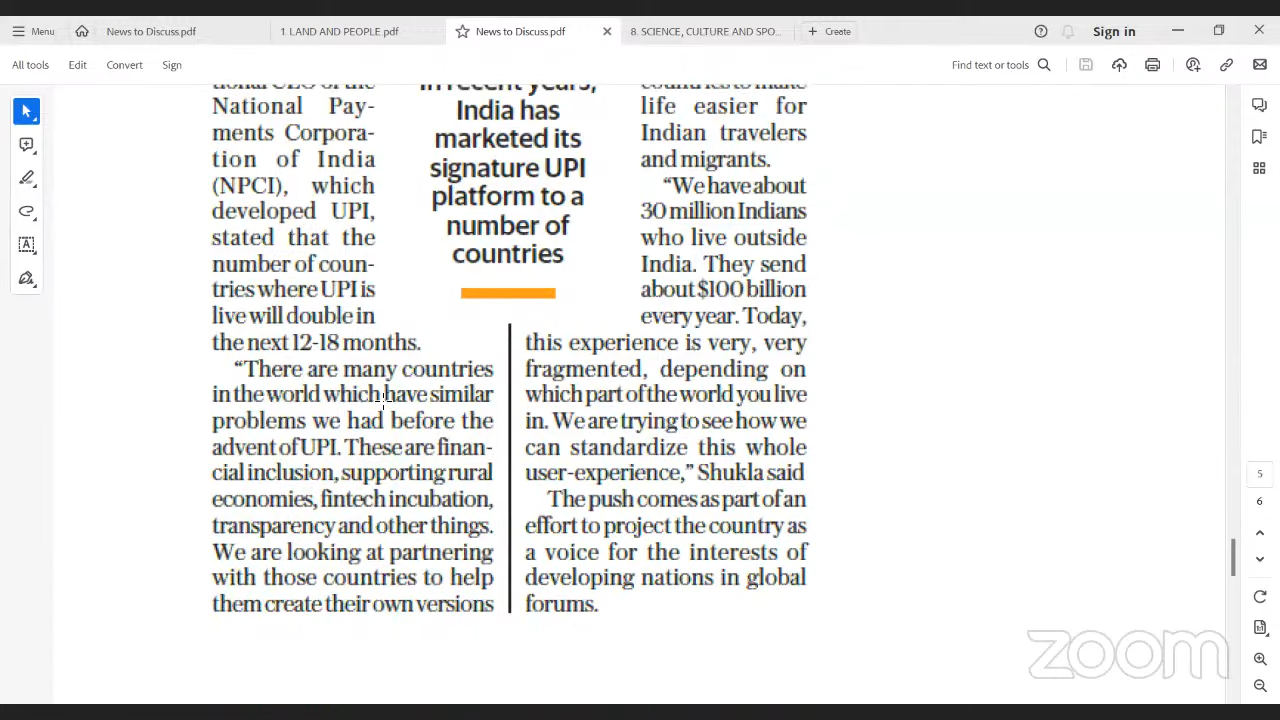 Menu
News to Discuss.pdf
1. LAND AND PEOPLE.pdf
News to Discuss.pdf
8. SCIENCE, CULTURE AND SPO...
Create
Sign in
All tools
Edit
Convert
Sign
Find text or tools
tional CEO of the
National Pay-
ments Corpora-
tion of India
(NPCI), which
developed UPI,
stated that the
number of coun-
tries where UPI is
live will double in
the next 12-18 months.
“There are many countries
in the world which have similar
problems we had before the
advent of UPI. These are finan-
cial inclusion, supporting rural
economies, fintech incubation,
transparency and other things.
We are looking at partnering
with those countries to help
them create their own versions
In recent years,
India has
marketed its
signature UPI
platform to a
number of
countries
countries to make
life easier for
Indian travelers
and migrants.
“We have about
30 million Indians
who live outside
India. They send
about $100 billion
every year. Today,
this experience is very, very
fragmented, depending on
which part of the world you live
in. We are trying to see how we
can standardize this whole
user-experience,” Shukla said
The push comes as part of an
effort to project the country as
a voice for the interests of
developing nations in global
forums.
5
6
zoom